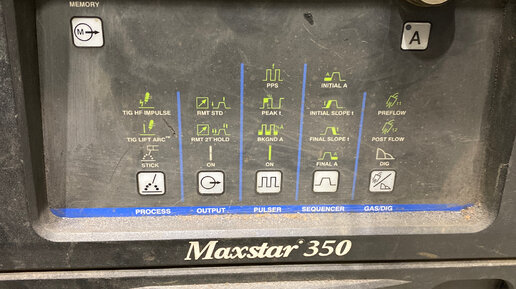 MEMORY
M
A
PPS
INITIAL A
TIG HF IMPULSE
RMT STD
PEAK t
INITIAL SLOPE t
PREFLOW
TIG LIFT ARC™
RMT 2T HOLD
BKGND A
FINAL SLOPE t
POST FLOW
STICK
ON
ON
FINAL A
DIG
PROCESS
OUTPUT
PULSER
SEQUENCER
GAS/DIG
Maxstar® 350